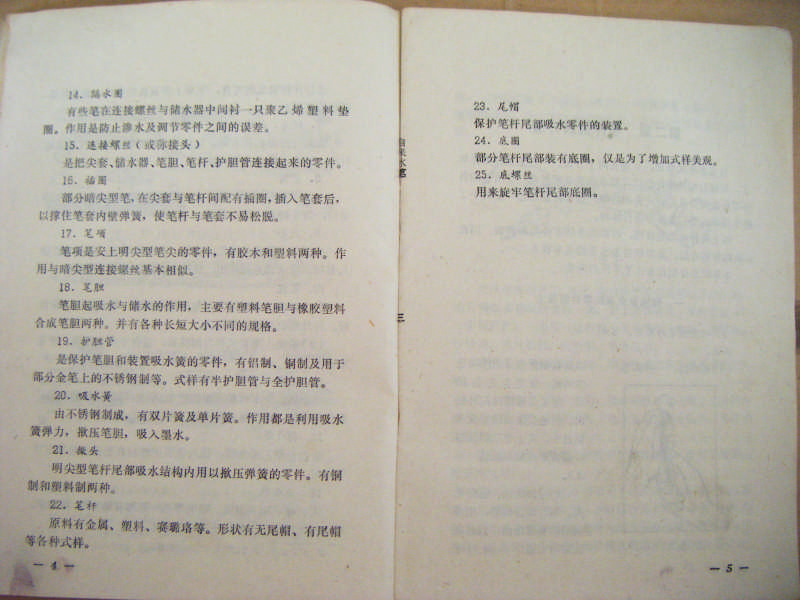 14. 隔水圈
有些笔在连接螺丝与储水器中间衬一只聚乙烯塑料垫
圈。作用是防止渗水及调节零件之间的误差。
15. 连接螺丝（或称接头）
是把尖套、储水器、笔胆、笔杆、护胆管连接起来的零件。
16. 插圈
部分暗尖型笔，在尖套与笔杆间配有插圈，插入笔套后，
以撑住笔套内壁弹簧，使笔杆与笔套不易松脱。
17. 笔项
笔项是安上明尖型笔尖的零件，有胶木和塑料两种。作
用与暗尖型连接螺丝基本相似。
18. 笔胆
笔胆起吸水与储水的作用，主要有塑料笔胆与橡胶塑料
合成笔胆两种。并有各种长短大小不同的规格。
19. 护胆管
是保护笔胆和装置吸水簧的零件，有铝制、铜制及用于
部分金笔上的不锈钢制等。式样有半护胆管与全护胆管。
20. 吸水簧
由不锈钢制成，有双片簧及单片簧。作用都是利用吸水
簧弹力，揿压笔胆，吸入墨水。
21. 揿头
明尖型笔杆尾部吸水结构内用以揿压弹簧的零件。有铜
制和塑料制两种。
22. 笔杆
原料有金属、塑料、赛璐珞等。形状有无尾帽、有尾帽
等各种式样。
— 4 —
三
23. 尾帽
保护笔杆尾部吸水零件的装置。
24. 底圈
部分笔杆尾部装有底圈，仅是为了增加式样美观。
25. 底螺丝
用来旋牢笔杆尾部底圈。
— 5 —